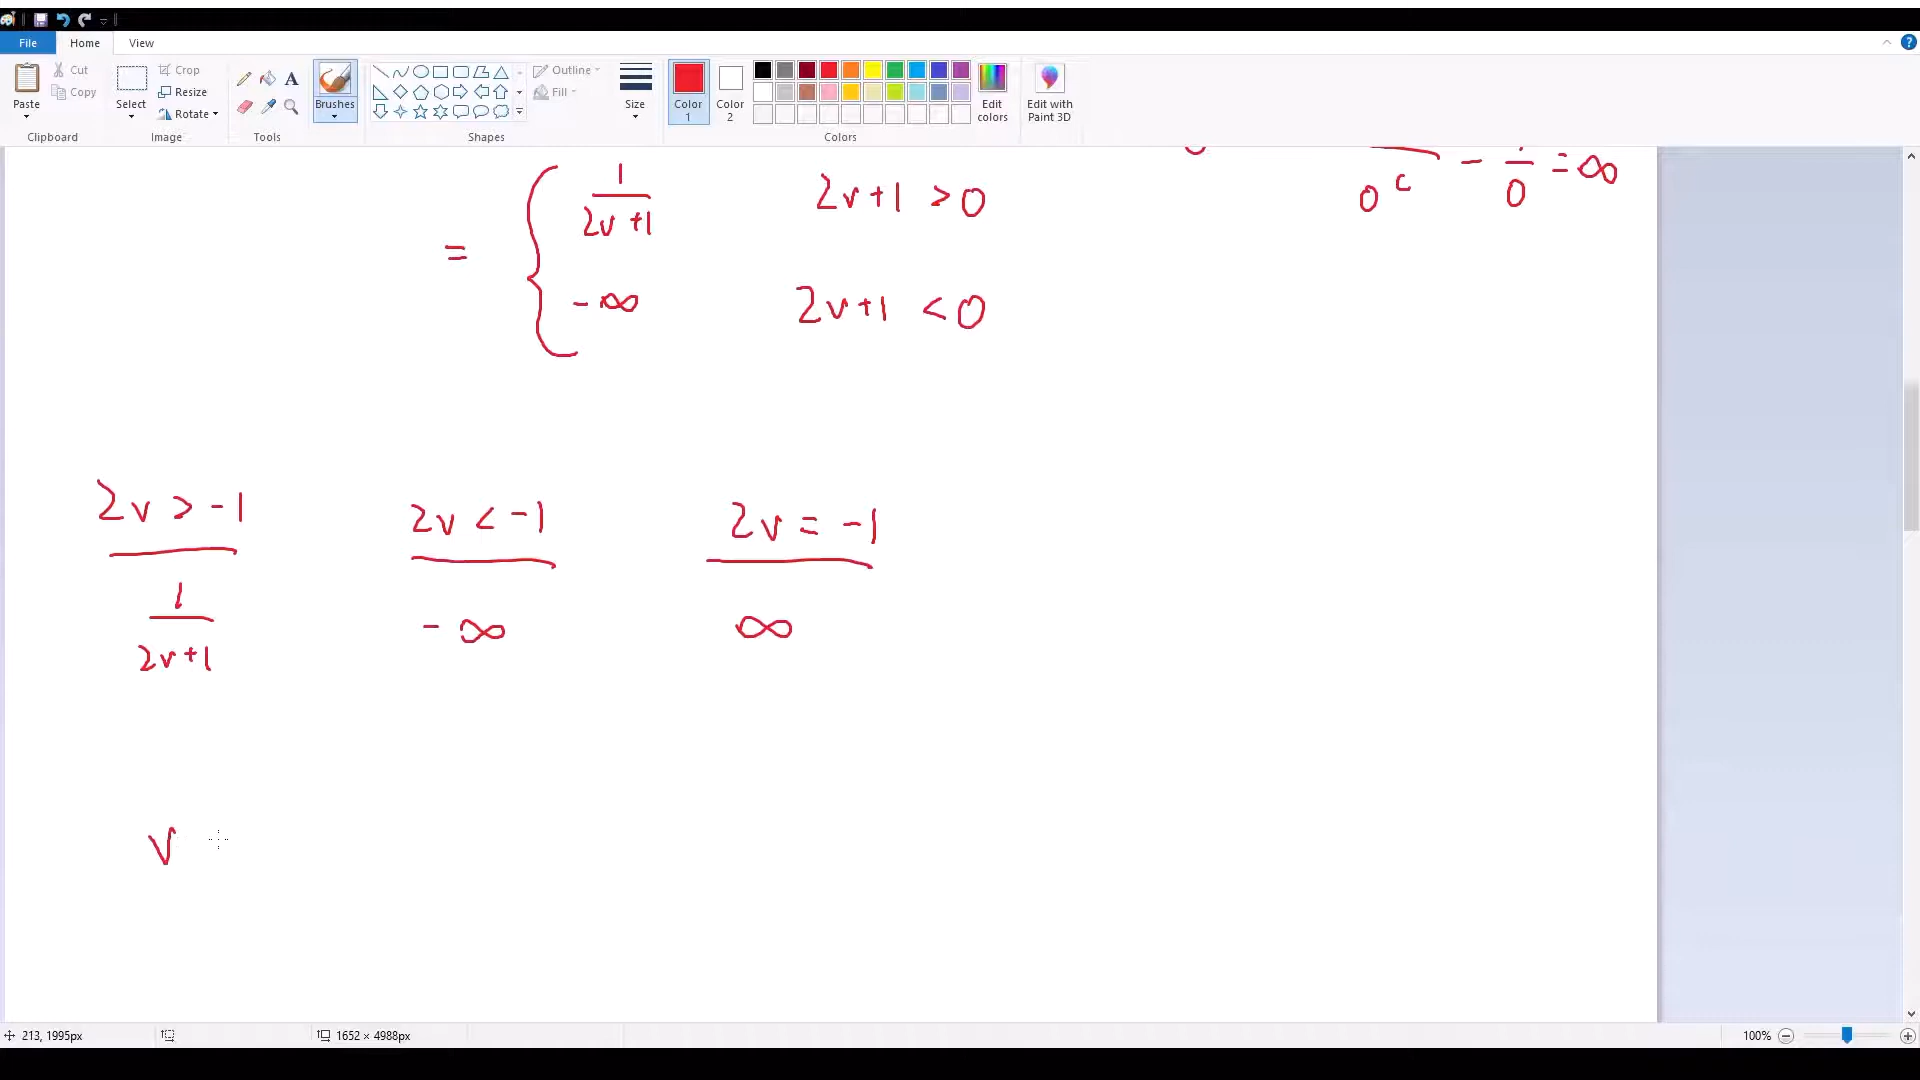 File Home View
Paste
Cut
Copy
Clipboard
Select
Crop
Resize
Rotate
Image
Tools
Brushes
Shapes
Outline
Fill
Size
Color 1
Color 2
Edit colors
Edit with Paint 3D
Colors
= { 1/(2v+1) 2v+1 > 0
-∞ 2v+1 < 0
- 1/0 = ∞
2v > -1 2v < -1 2v = -1
1/(2v+1) -∞ ∞
v
213, 1995px 1652 × 4988px 100%